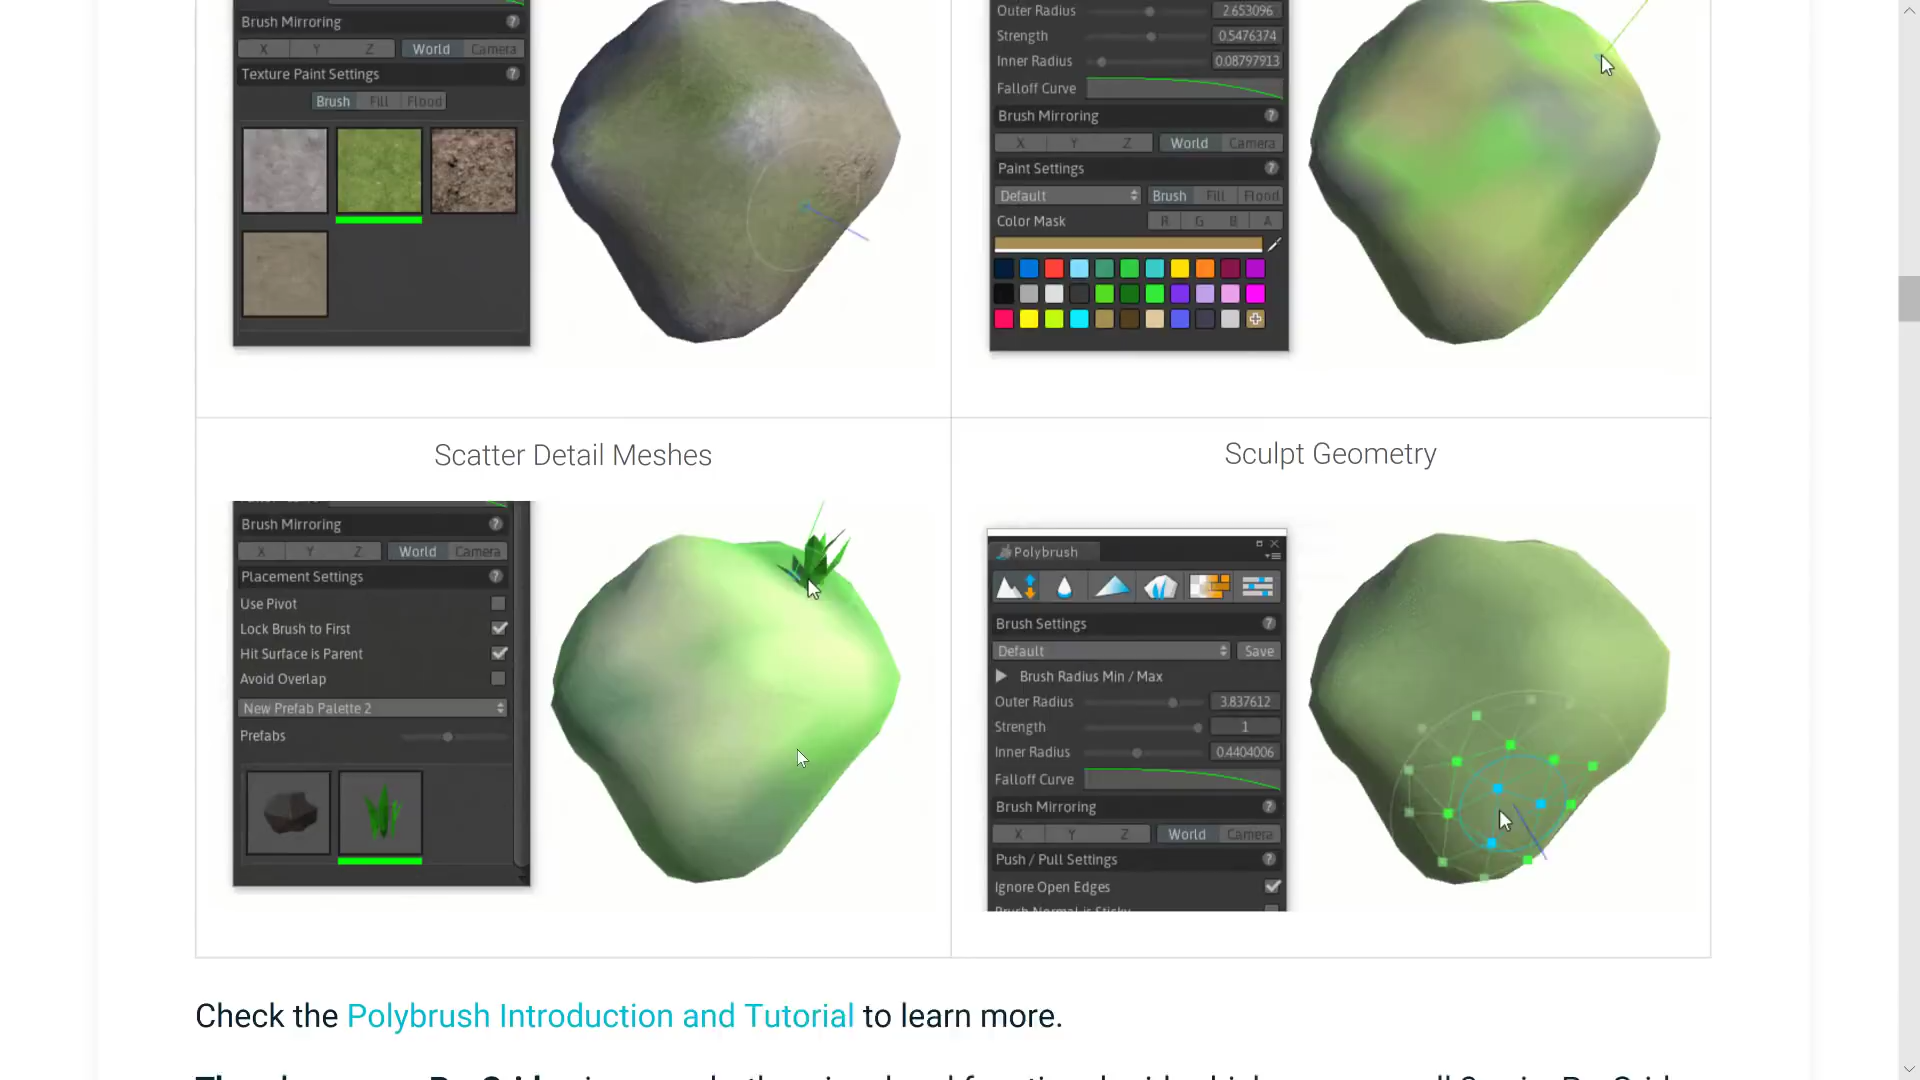 Brush Mirroring ?
X Y Z World Camera
Texture Paint Settings ?
Brush Fill Flood
Outer Radius 2.653096
Strength 0.5476374
Inner Radius 0.08797913
Falloff Curve
Brush Mirroring ?
X Y Z World Camera
Paint Settings ?
Default Brush Fill Flood
Color Mask R G B A
Scatter Detail Meshes
Brush Mirroring ?
X Y Z World Camera
Placement Settings ?
Use Pivot
Lock Brush to First
Hit Surface is Parent
Avoid Overlap
New Prefab Palette 2
Prefabs
Sculpt Geometry
Polybrush
Brush Settings ?
Default Save
Brush Radius Min / Max
Outer Radius 3.837612
Strength 1
Inner Radius 0.4404006
Falloff Curve
Brush Mirroring ?
X Y Z World Camera
Push / Pull Settings ?
Ignore Open Edges
Brush Normal is Sticky
Check the Polybrush Introduction and Tutorial to learn more.